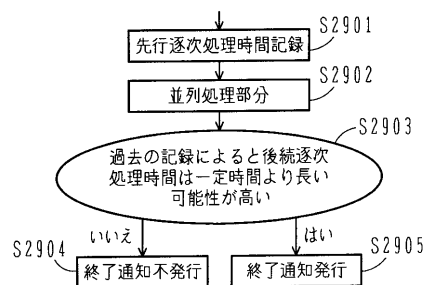 S2901
先行逐次処理時間記録
S2902
並列処理部分
S2903
過去の記録によると後続逐次
処理時間は一定時間より長い
可能性が高い
いいえ
はい
S2904
終了通知不発行
S2905
終了通知発行